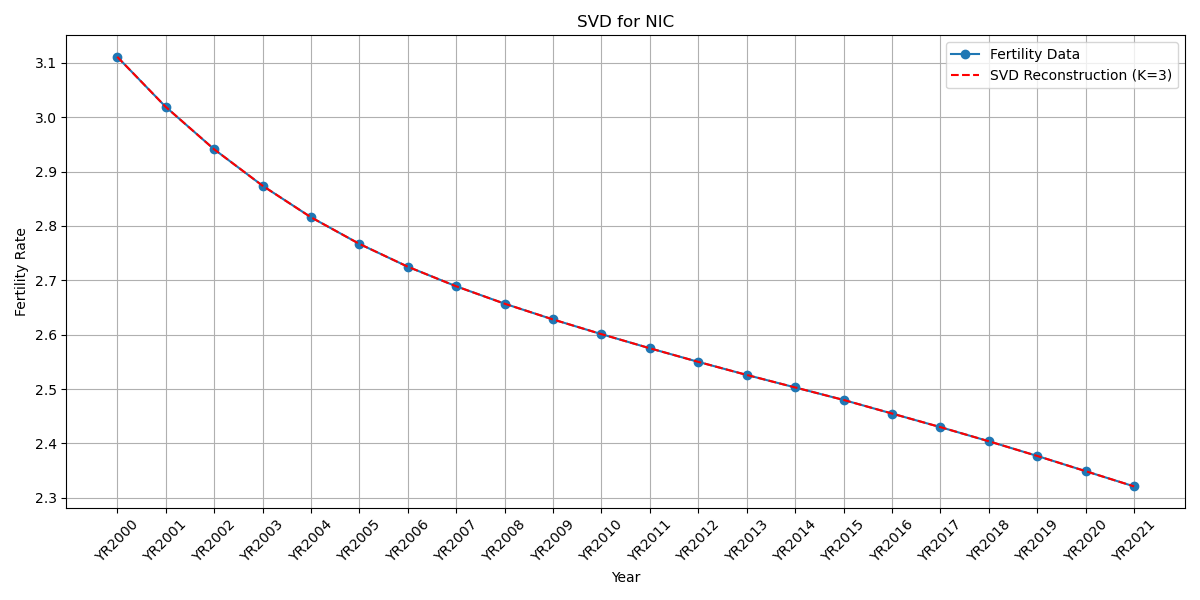 SVD for NIC
Fertility Data
SVD Reconstruction (K=3)
Fertility Rate
3.1
3.0
2.9
2.8
2.7
2.6
2.5
2.4
2.3
YR2000
YR2001
YR2002
YR2003
YR2004
YR2005
YR2006
YR2007
YR2008
YR2009
YR2010
YR2011
YR2012
YR2013
YR2014
YR2015
YR2016
YR2017
YR2018
YR2019
YR2020
YR2021
Year